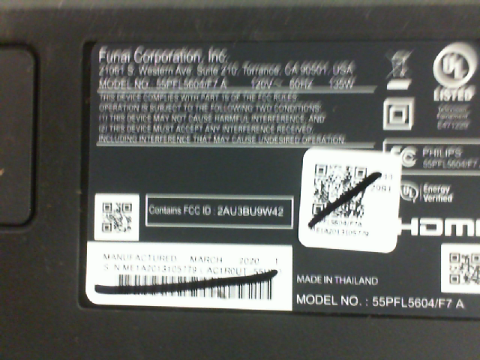 Funai Corporation, Inc.
21061 S. Western Ave. Suite 210, Torrance, CA 90501, USA
MODEL NO.: 55PFL5604/F7 A 120V~ 60Hz 135W
THIS DEVICE COMPLIES WITH PART 15 OF THE FCC RULES
OPERATION IS SUBJECT TO THE FOLLOWING TWO CONDITIONS:
(1) THIS DEVICE MAY NOT CAUSE HARMFUL INTERFERENCE, AND
(2) THIS DEVICE MUST ACCEPT ANY INTERFERENCE RECEIVED,
INCLUDING INTERFERENCE THAT MAY CAUSE UNDESIRED OPERATION.
UL
LISTED
FC
PHILIPS
55PFL5604/F7
UL Energy
Verified
HDMI
Contains FCC ID : 2AU3BU9W42
MANUFACTURED MARCH 2020
MADE IN THAILAND
MODEL NO. : 55PFL5604/F7 A